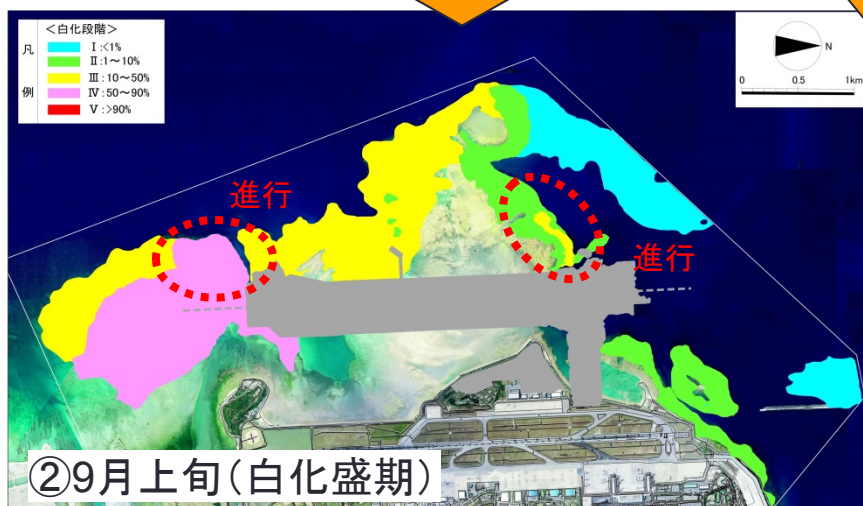 <白化段階>
凡
例
Ⅰ:<1%
Ⅱ:1~10%
Ⅲ:10~50%
Ⅳ:50~90%
Ⅴ:>90%
N
0 0.5 1km
進行
進行
②9月上旬(白化盛期)